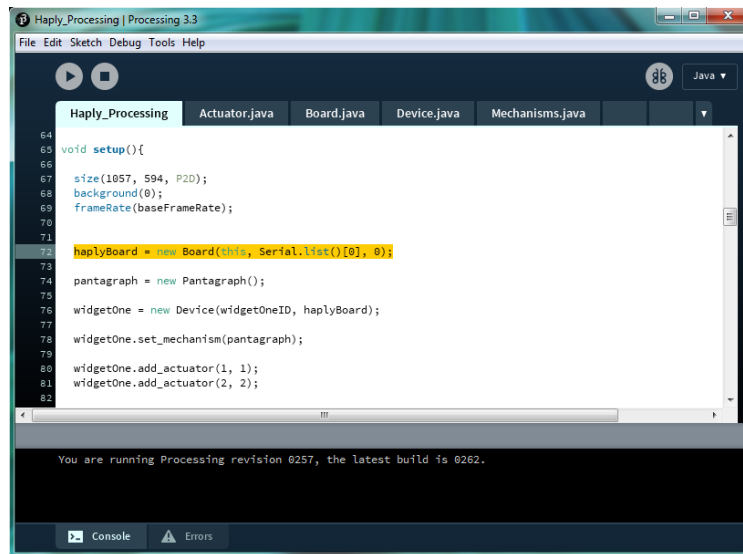 Haply_Processing | Processing 3.3
File Edit Sketch Debug Tools Help
Java ▾
Haply_Processing Actuator.java Board.java Device.java Mechanisms.java
64
65 void setup(){
66
67 size(1057, 594, P2D);
68 background(0);
69 frameRate(baseFrameRate);
70
71
72 haplyBoard = new Board(this, Serial.list()[0], 0);
73
74 pantagraph = new Pantagraph();
75
76 widgetOne = new Device(widgetOneID, haplyBoard);
77
78 widgetOne.set_mechanism(pantagraph);
79
80 widgetOne.add_actuator(1, 1);
81 widgetOne.add_actuator(2, 2);
82
You are running Processing revision 0257, the latest build is 0262.
Console Errors